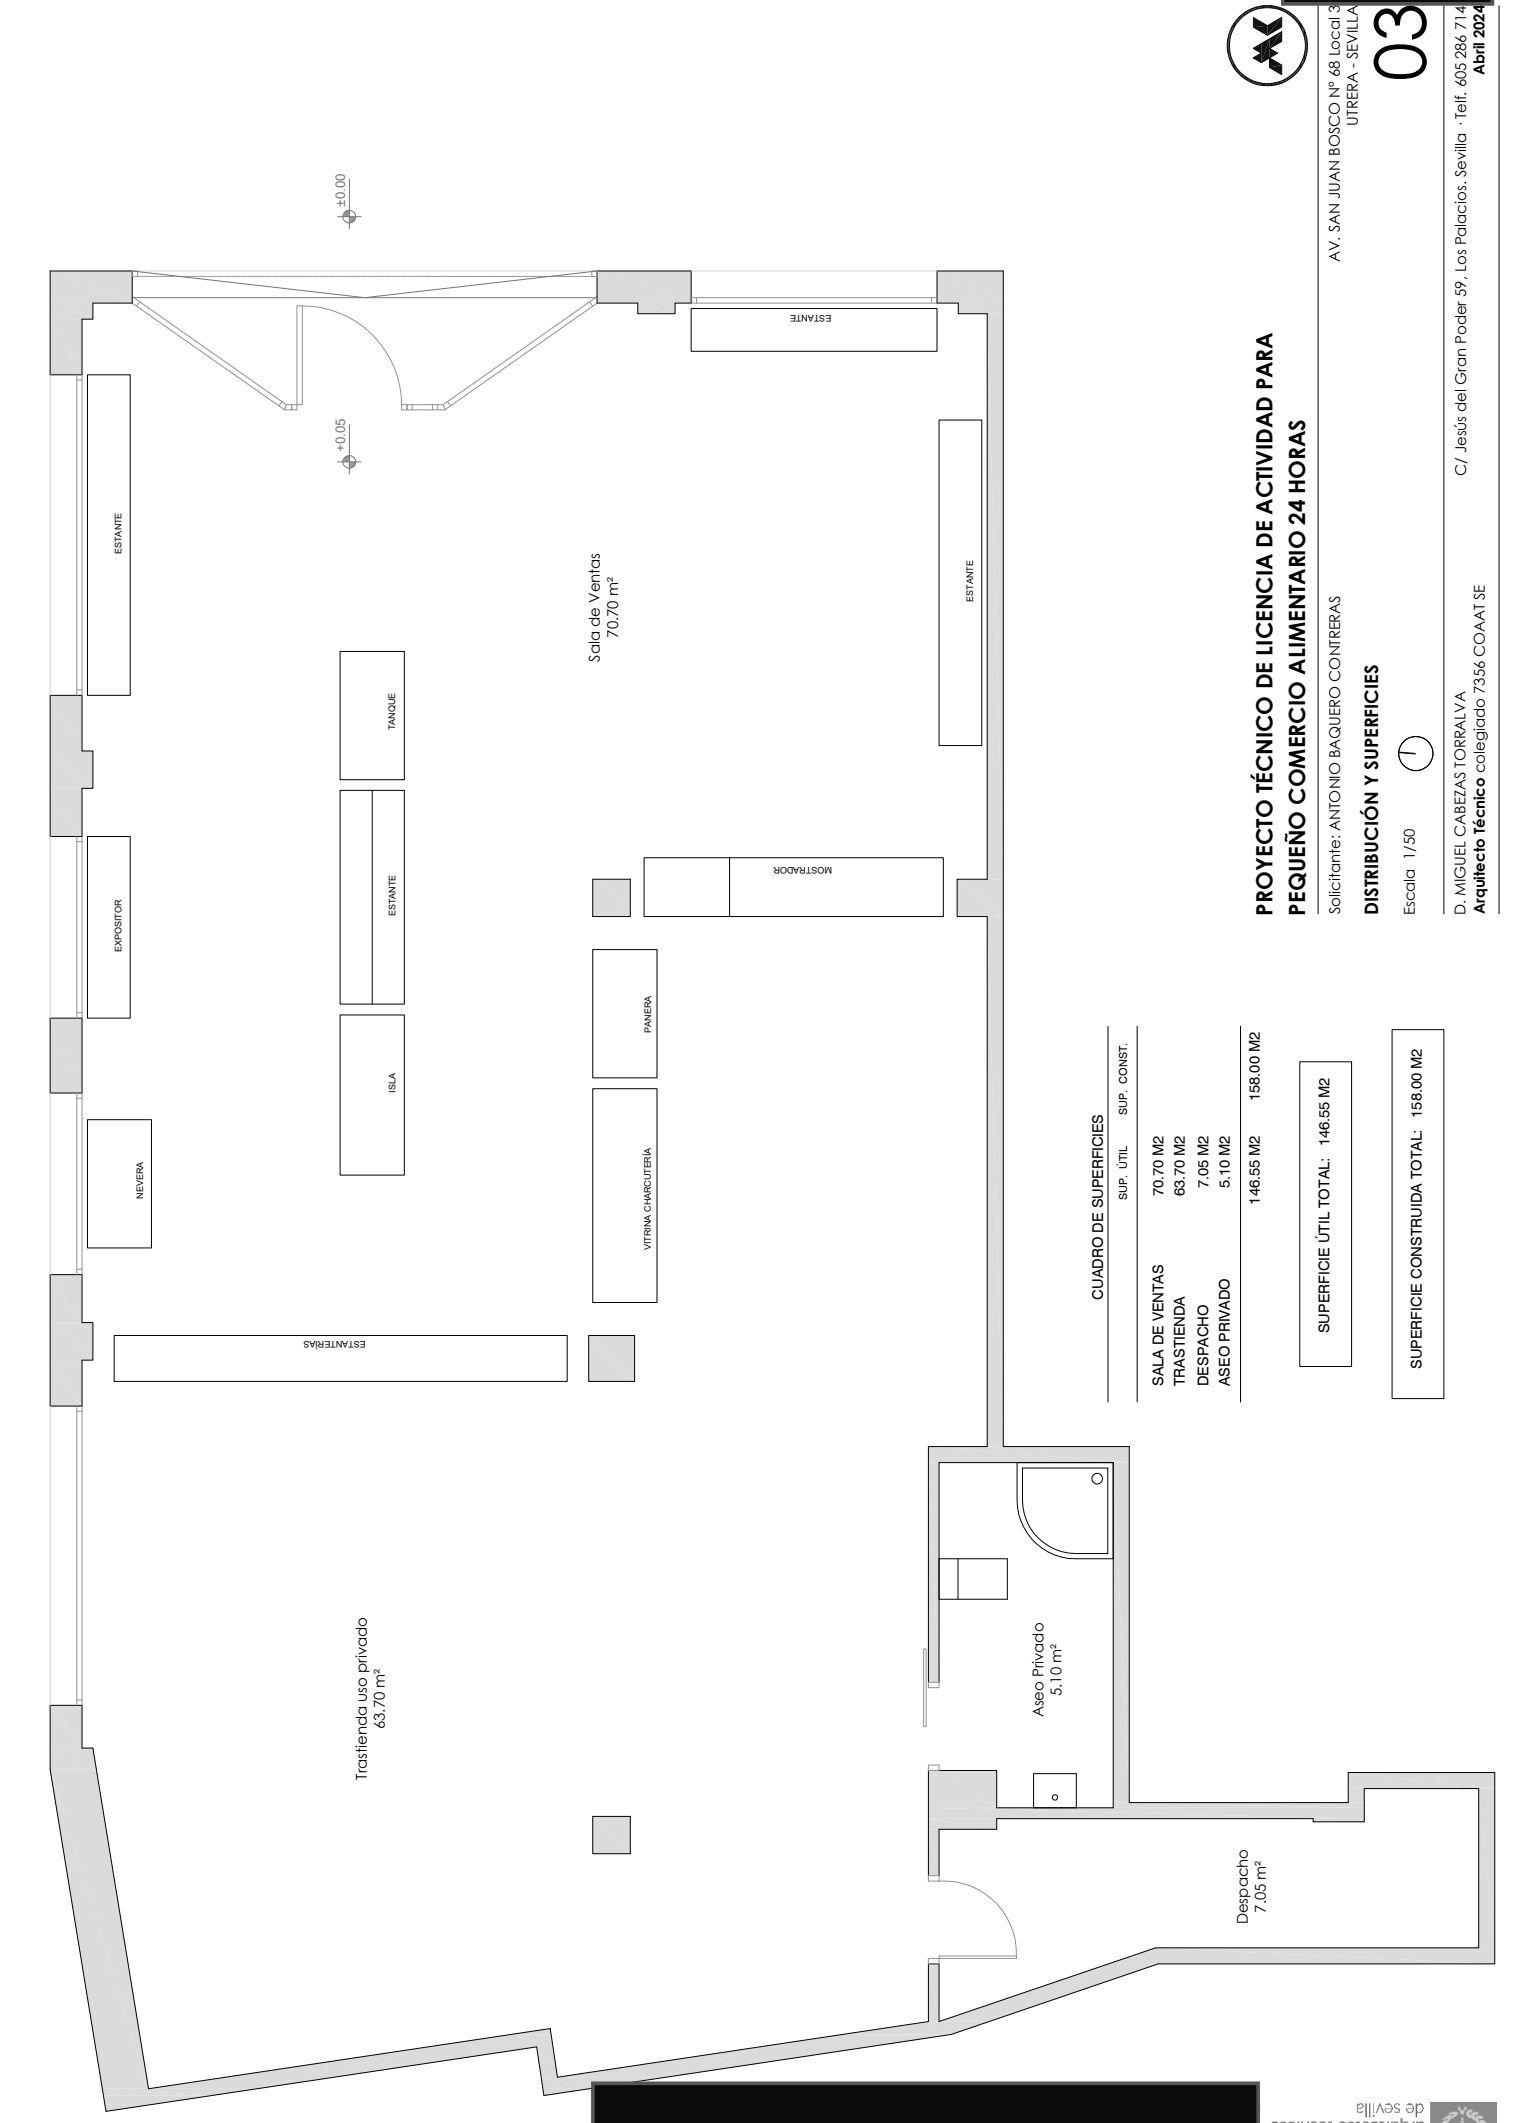 ±0.00
+0.05
ESTANTE
ESTANTE
ESTANTE
Sala de Ventas
70.70 m²
TANQUE
ESTANTE
EXPOSITOR
MOSTRADOR
ISLA
PANERA
NEVERA
VITRINA CHARCUTERÍA
ESTANTERÍAS
Trastienda uso privado
63.70 m²
Aseo Privado
5.10 m²
Despacho
7.05 m²
CUADRO DE SUPERFICIES
SUP. ÚTIL SUP. CONST.
SALA DE VENTAS 70.70 M2
TRASTIENDA 63.70 M2
DESPACHO 7.05 M2
ASEO PRIVADO 5.10 M2
146.55 M2 158.00 M2
SUPERFICIE ÚTIL TOTAL: 146.55 M2
SUPERFICIE CONSTRUIDA TOTAL: 158.00 M2
PROYECTO TÉCNICO DE LICENCIA DE ACTIVIDAD PARA
PEQUEÑO COMERCIO ALIMENTARIO 24 HORAS
Solicitante: ANTONIO BAQUERO CONTRERAS
AV. SAN JUAN BOSCO Nº 68 Local 3
UTRERA - SEVILLA
DISTRIBUCIÓN Y SUPERFICIES
03
Escala 1/50
D. MIGUEL CABEZAS TORRALVA
C/ Jesús del Gran Poder 59, Los Palacios. Sevilla · Telf. 605 286 714
Arquitecto Técnico colegiado 7356 COAAT SE
Abril 2024
de sevilla